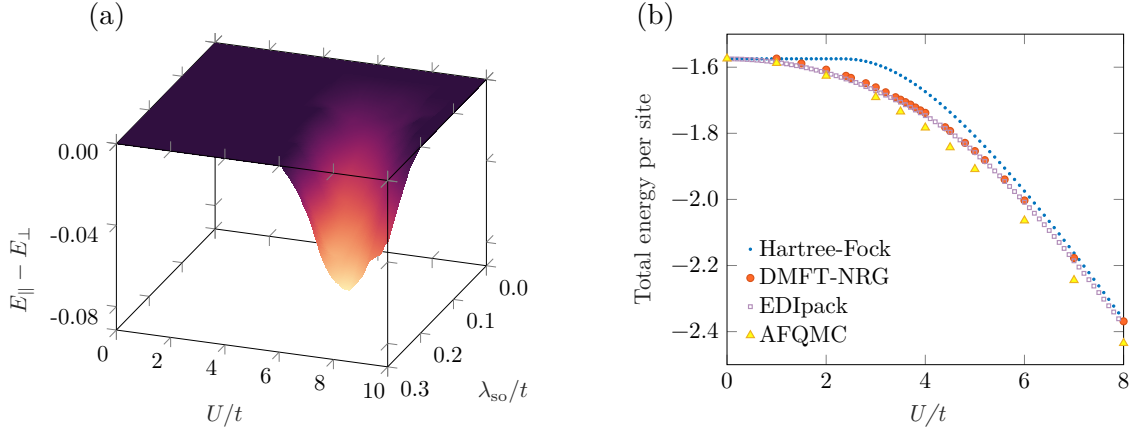 (a)
0.00
-0.04
-0.08
E∥ − E⊥
0
2
4
6
8
10
U/t
0.0
0.1
0.2
0.3
λso/t
(b)
−1.6
−1.8
−2.0
−2.2
−2.4
Total energy per site
Hartree-Fock
DMFT-NRG
EDIpack
AFQMC
0
2
4
6
8
U/t